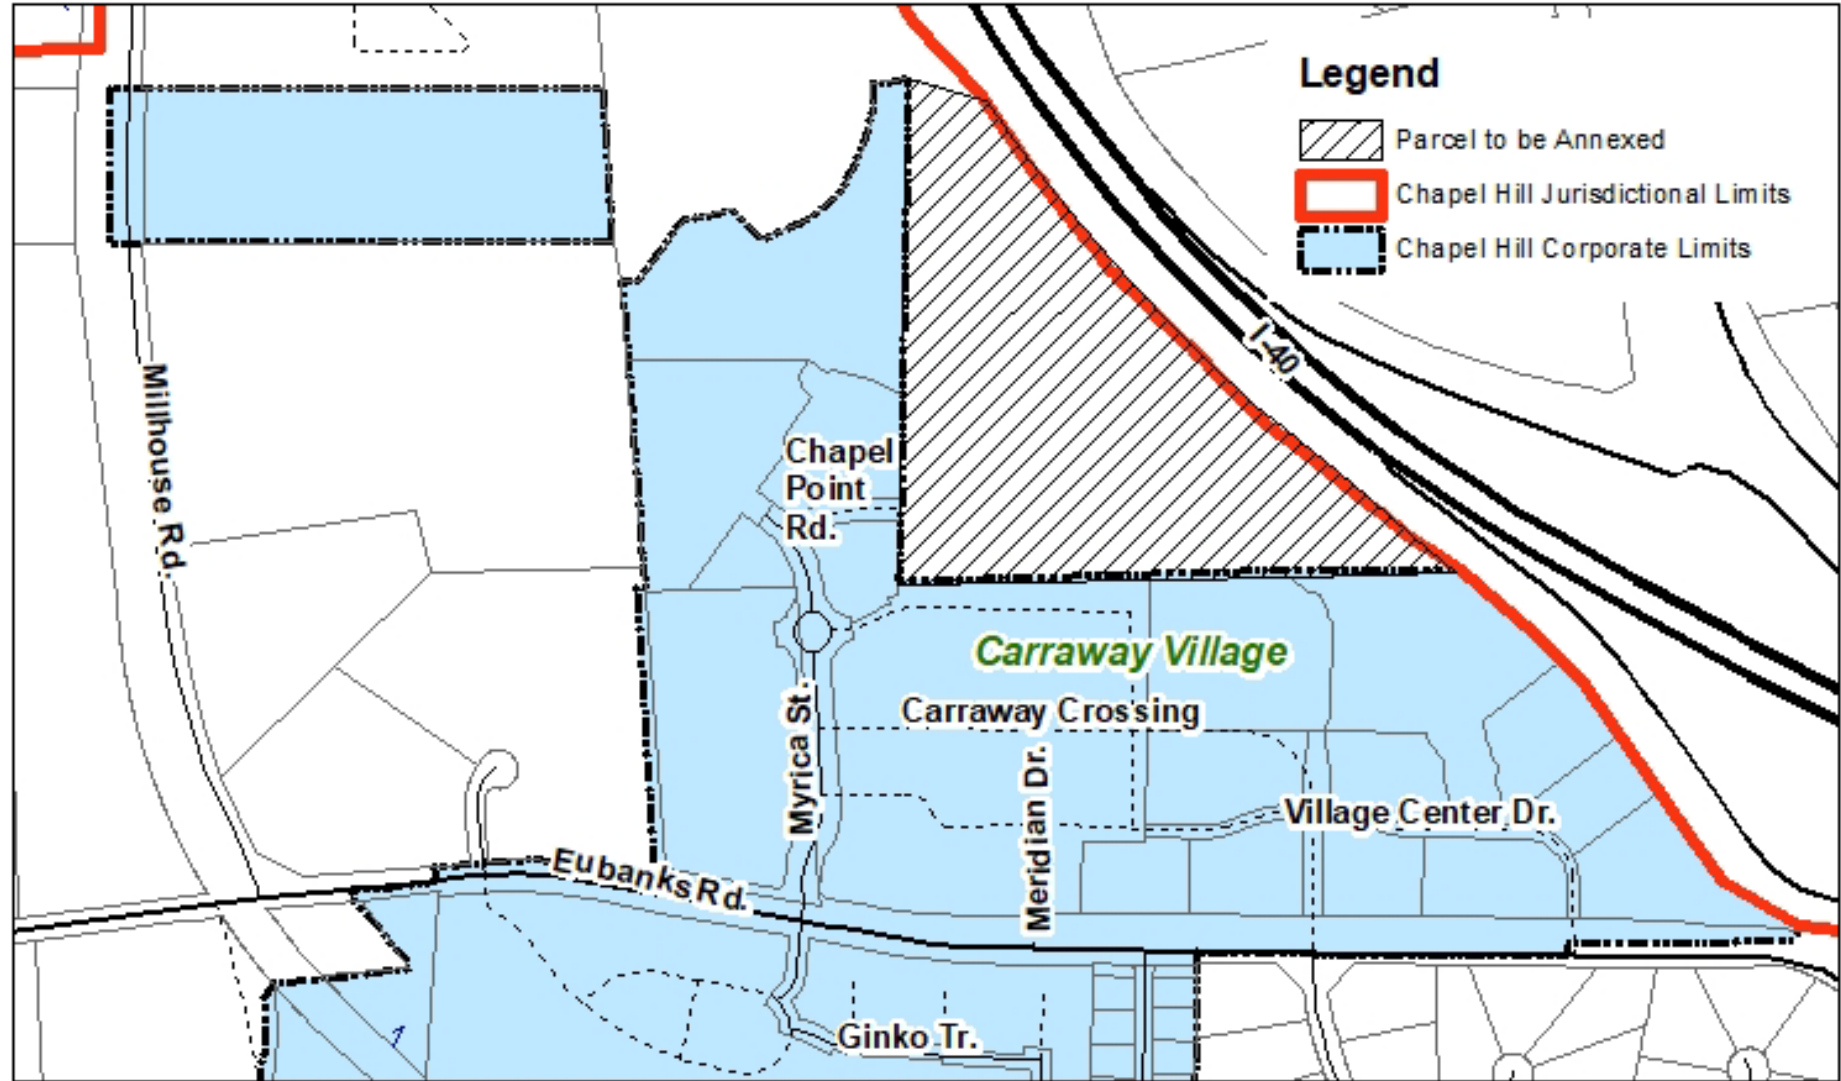 Legend
Parcel to be Annexed
Chapel Hill Jurisdictional Limits
Chapel Hill Corporate Limits
I-40
Millhouse Rd.
Chapel
Point
Rd.
Carraway Village
Carraway Crossing
Myrica St.
Meridian Dr.
Village Center Dr.
Eubanks Rd.
Ginko Tr.